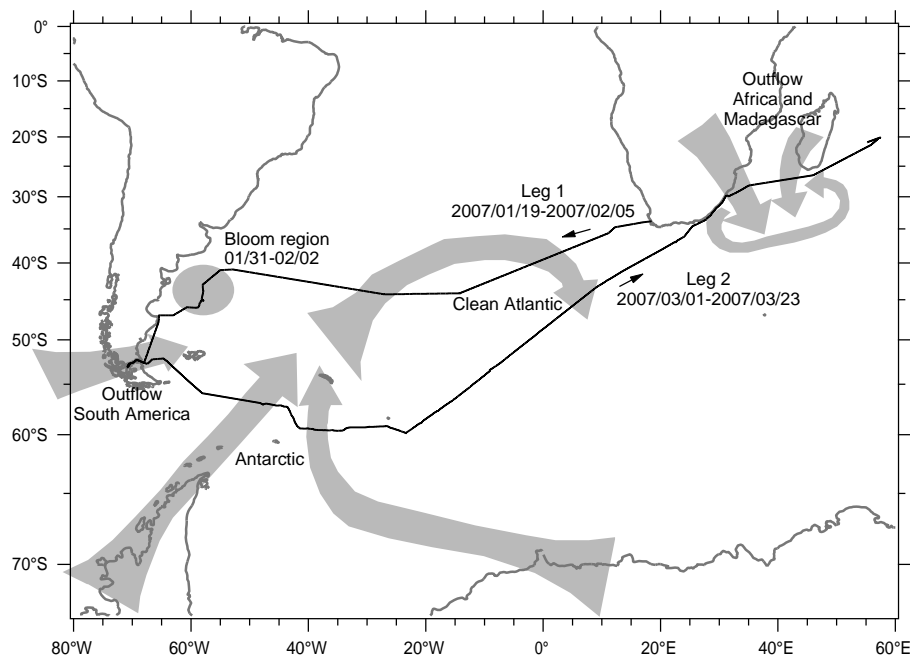 0°
10°S
20°S
30°S
40°S
50°S
60°S
70°S
Outflow
Africa and
Madagascar
Leg 1
2007/01/19-2007/02/05
Bloom region
01/31-02/02
Leg 2
2007/03/01-2007/03/23
Clean Atlantic
Outflow
South America
Antarctic
80°W
60°W
40°W
20°W
0°
20°E
40°E
60°E